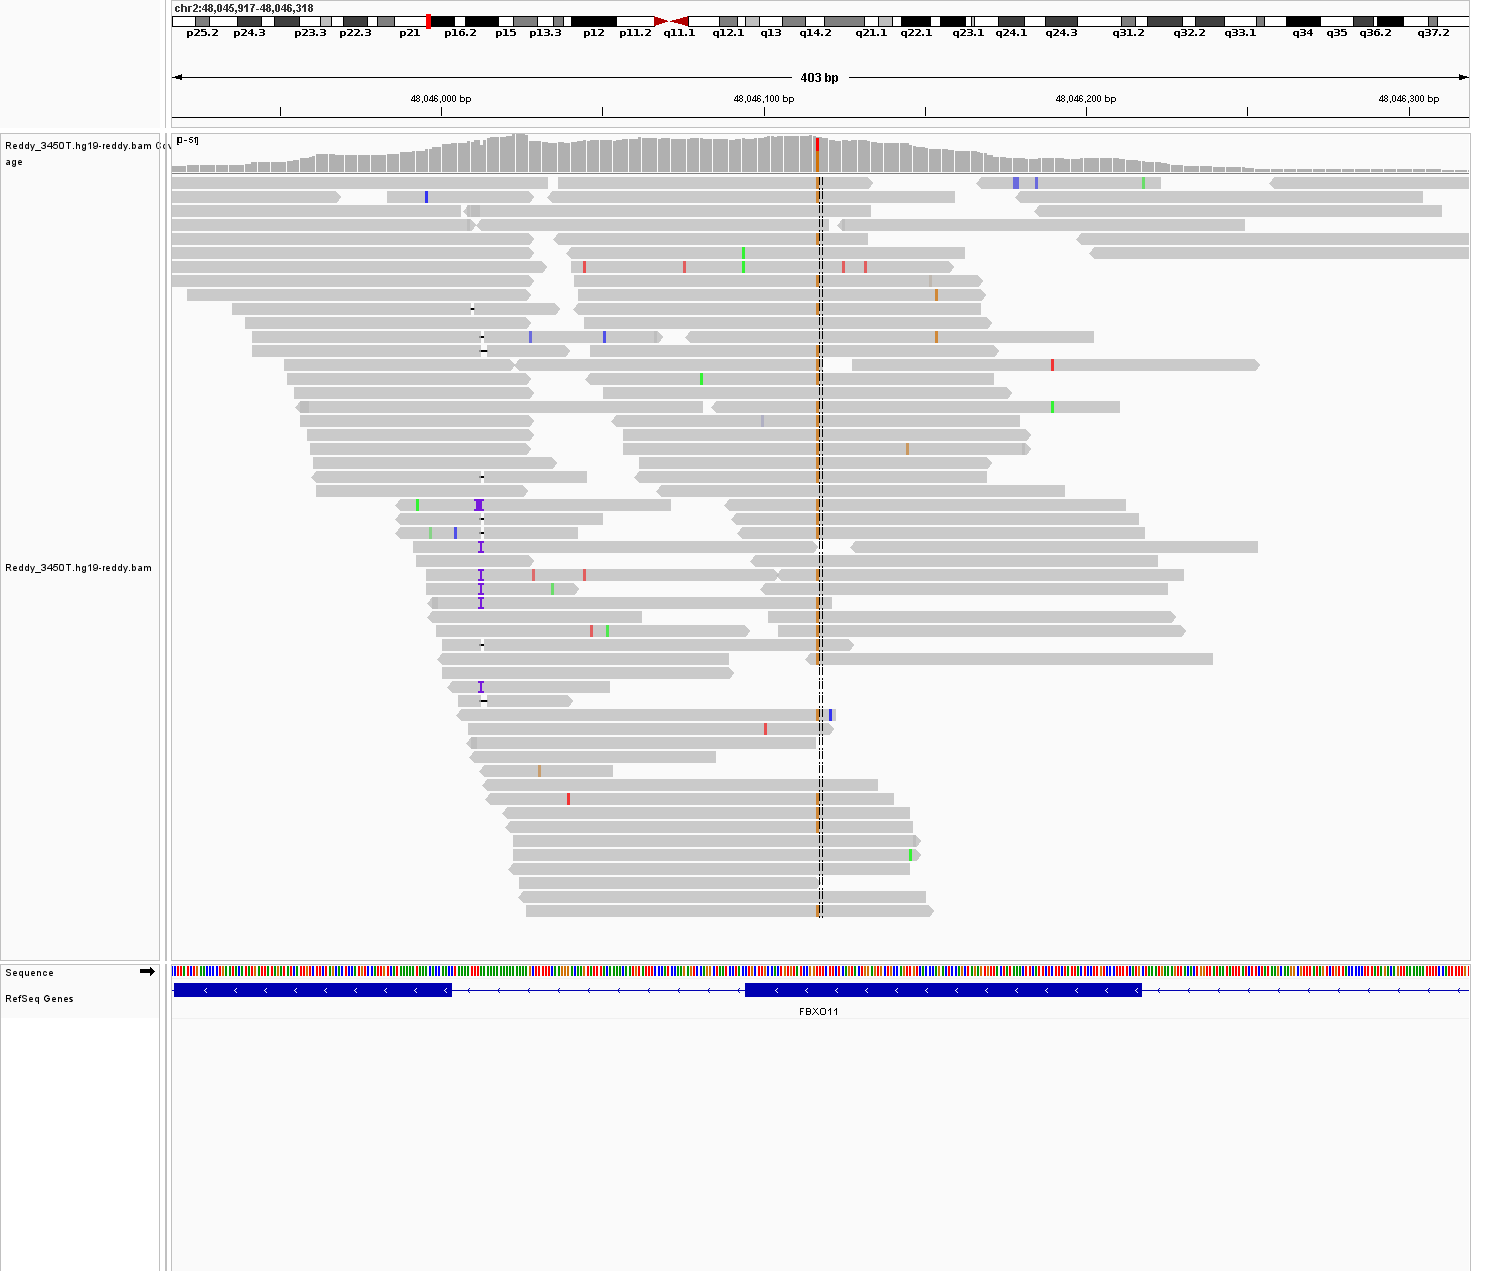 chr2:48,045,917-48,046,318
p25.2 p24.3 p23.3 p22.3 p21 p16.2 p15 p13.3 p12 p11.2 q11.1 q12.1 q13 q14.2 q21.1 q22.1 q23.1 q24.1 q24.3 q31.2 q32.2 q33.1 q34 q35 q36.2 q37.2
403 bp
48,046,000 bp 48,046,100 bp 48,046,200 bp 48,046,300 bp
[0-51]
Reddy_3450T.hg19-reddy.bam Cov
age
Reddy_3450T.hg19-reddy.bam
Sequence
RefSeq Genes
FBXO11